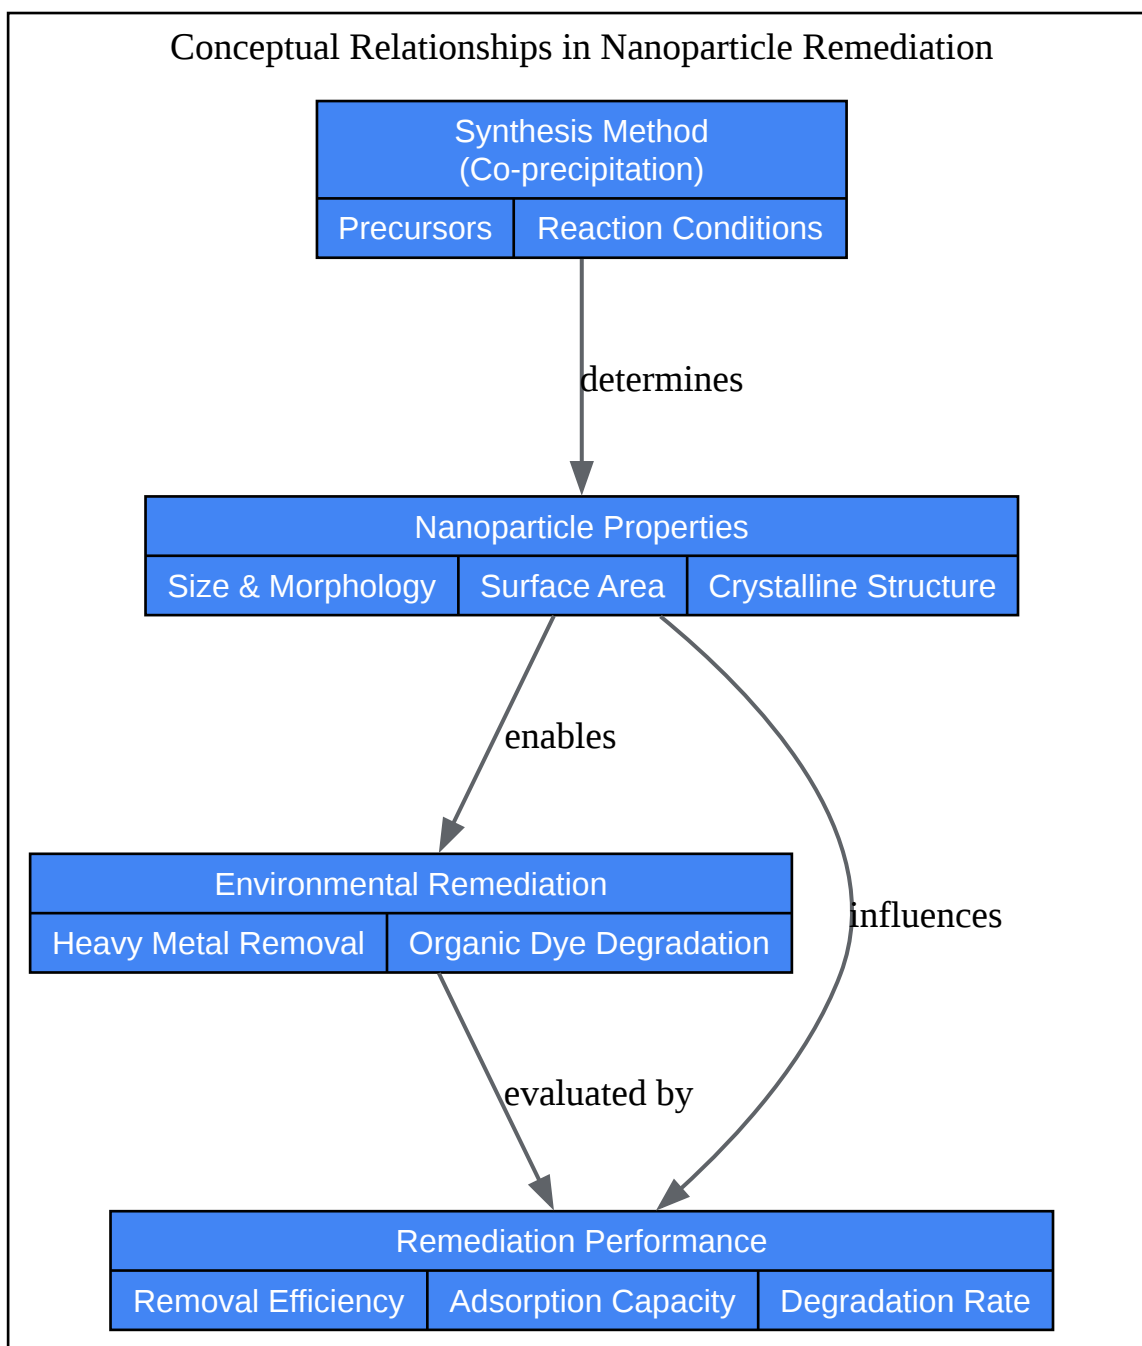 Conceptual Relationships in Nanoparticle Remediation
Synthesis Method
(Co-precipitation)
Precursors
Reaction Conditions
determines
Nanoparticle Properties
Size & Morphology
Surface Area
Crystalline Structure
enables
Environmental Remediation
Heavy Metal Removal
Organic Dye Degradation
influences
evaluated by
Remediation Performance
Removal Efficiency
Adsorption Capacity
Degradation Rate